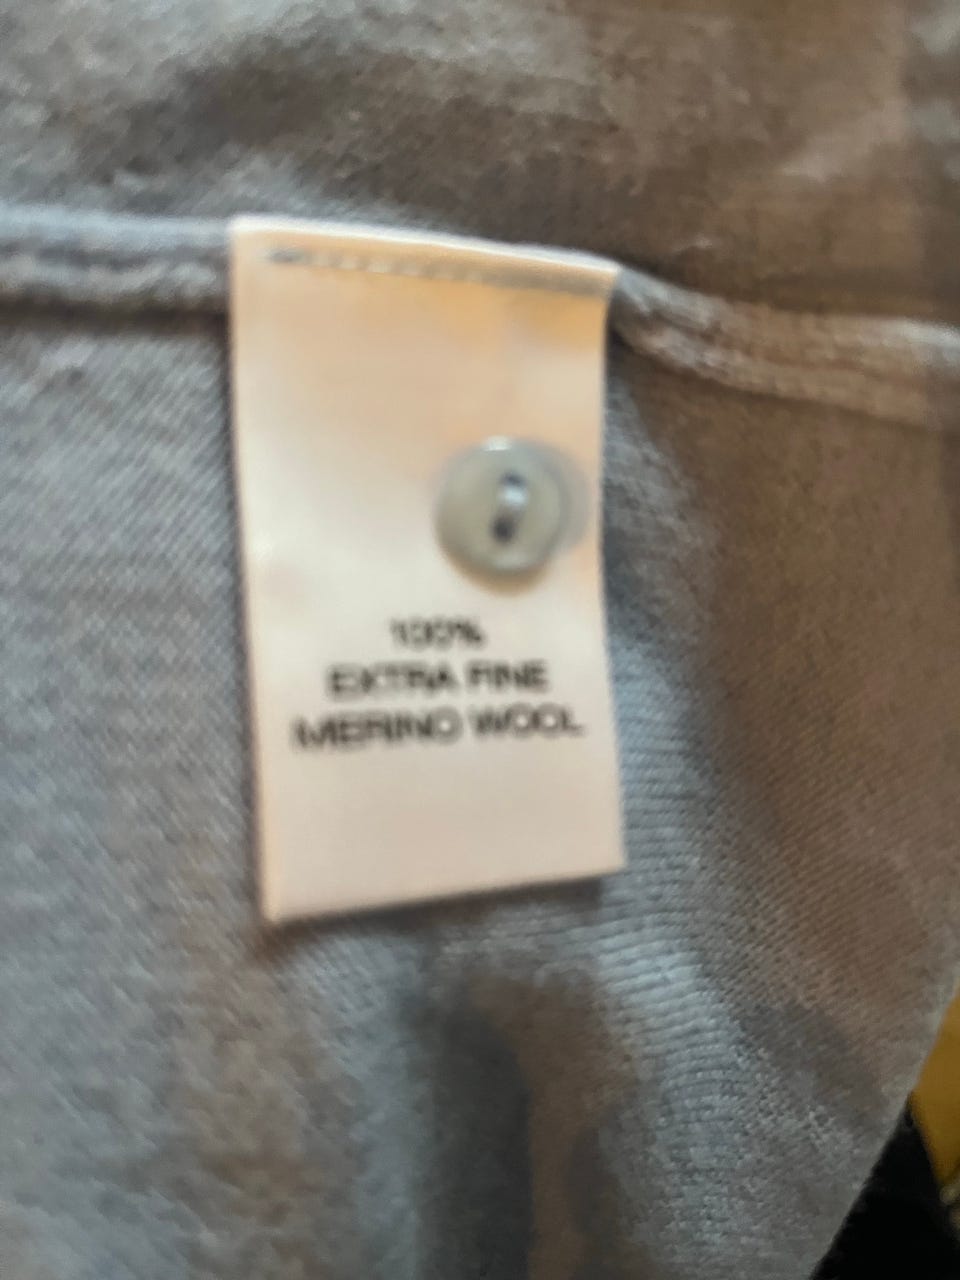 100%
EXTRA FINE
MERINO WOOL